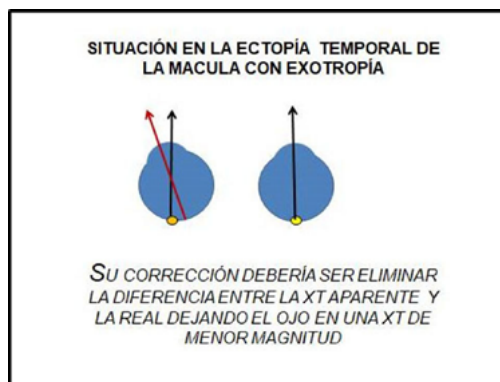 SITUACIÓN EN LA ECTOPÍA TEMPORAL DE
LA MACULA CON EXOTROPÍA
SU CORRECCIÓN DEBERÍA SER ELIMINAR
LA DIFERENCIA ENTRE LA XT APARENTE Y
LA REAL DEJANDO EL OJO EN UNA XT DE
MENOR MAGNITUD